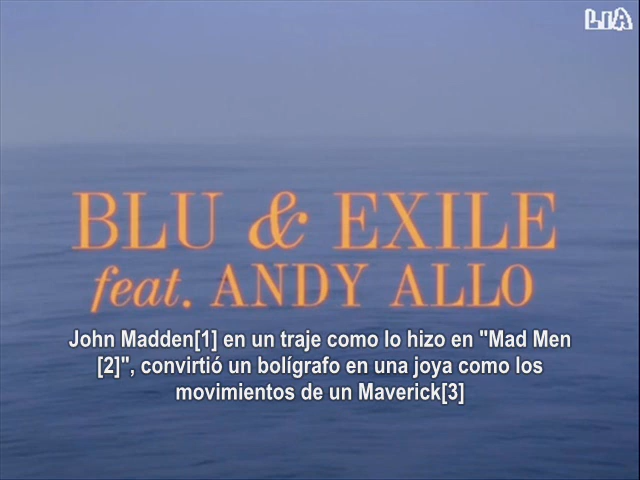 LIA
BLU & EXILE
feat. ANDY ALLO
John Madden[1] en un traje como lo hizo en "Mad Men
[2]", convirtió un bolígrafo en una joya como los
movimientos de un Maverick[3]